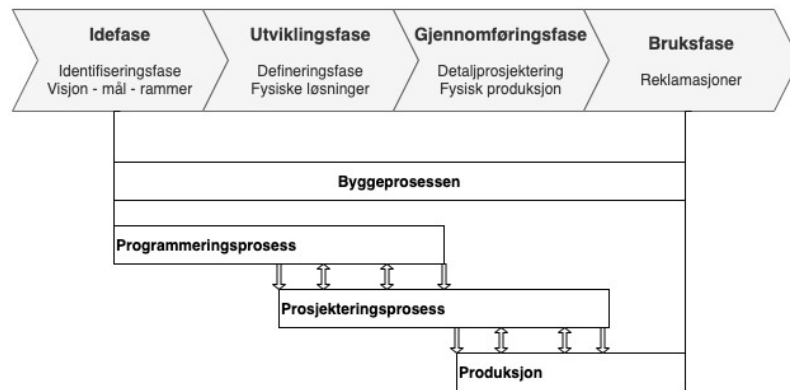 Idefase
Identifiseringsfase
Visjon - mål - rammer
Utviklingsfase
Defineringsfase
Fysiske løsninger
Gjennomføringsfase
Detaljprosjektering
Fysisk produksjon
Bruksfase
Reklamasjoner
Byggeprosessen
Programmeringsprosess
Prosjekteringsprosess
Produksjon